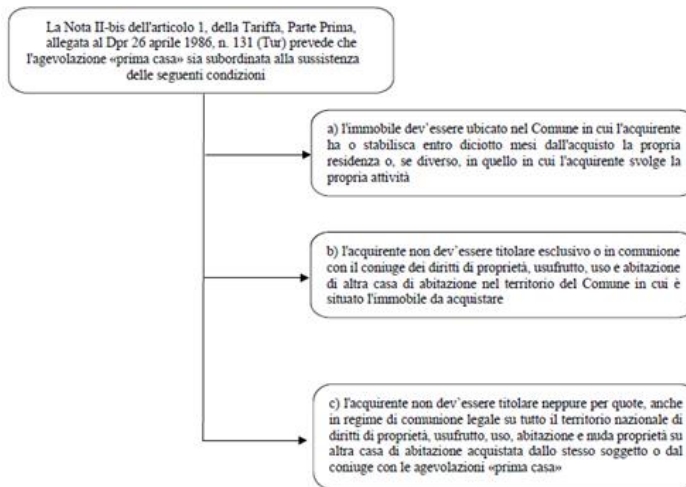 La Nota II-bis dell'articolo 1, della Tariffa, Parte Prima,
allegata al Dpr 26 aprile 1986, n. 131 (Tur) prevede che
l'agevolazione «prima casa» sia subordinata alla sussistenza
delle seguenti condizioni
a) l'immobile dev'essere ubicato nel Comune in cui l'acquirente
ha o stabilisca entro diciotto mesi dall'acquisto la propria
residenza o, se diverso, in quello in cui l'acquirente svolge la
propria attività
b) l'acquirente non dev'essere titolare esclusivo o in comunione
con il coniuge dei diritti di proprietà, usufrutto, uso e abitazione
di altra casa di abitazione nel territorio del Comune in cui è
situato l'immobile da acquistare
c) l'acquirente non dev'essere titolare neppure per quote, anche
in regime di comunione legale su tutto il territorio nazionale di
diritti di proprietà, usufrutto, uso, abitazione e nuda proprietà su
altra casa di abitazione acquistata dallo stesso soggetto o dal
coniuge con le agevolazioni «prima casa»